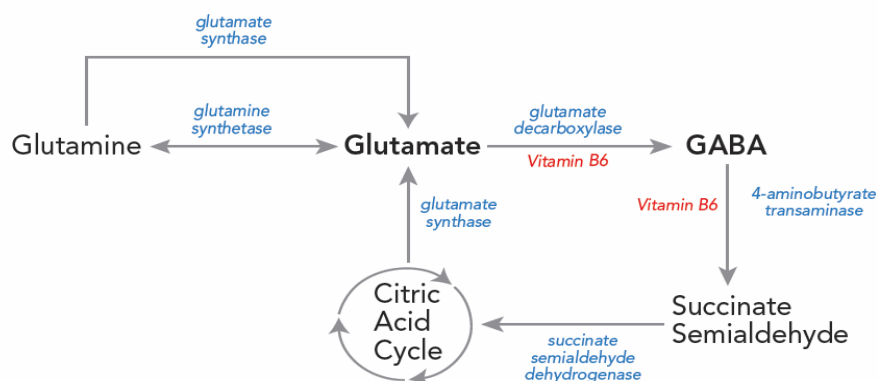 glutamate
synthase
Glutamine
glutamine
synthetase
Glutamate
glutamate
decarboxylase
Vitamin B6
GABA
glutamate
synthase
Vitamin B6
4-aminobutyrate
transaminase
Citric
Acid
Cycle
succinate
semialdehyde
dehydrogenase
Succinate
Semialdehyde